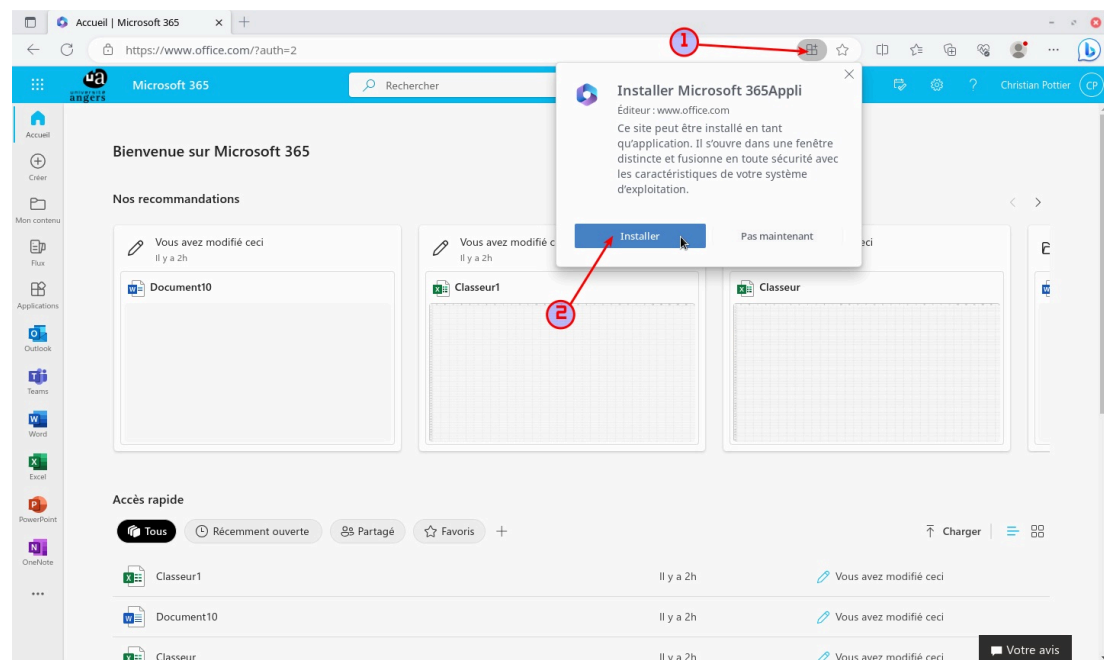 Accueil | Microsoft 365
https://www.office.com/?auth=2
1
ua
université
angers
Microsoft 365
Rechercher
Christian Pottier
CP
Installer Microsoft 365Appli
Éditeur : www.office.com
Ce site peut être installé en tant
qu'application. Il s'ouvre dans une fenêtre
distincte et fusionne en toute sécurité avec
les caractéristiques de votre système
d'exploitation.
Installer
Pas maintenant
2
Accueil
Créer
Mon contenu
Flux
Applications
Outlook
Teams
Word
Excel
PowerPoint
OneNote
Bienvenue sur Microsoft 365
Nos recommandations
Vous avez modifié ceci
Il y a 2h
Document10
Vous avez modifié c
Il y a 2h
Classeur1
eci
Classeur
Accès rapide
Tous
Récemment ouverte
Partagé
Favoris
Charger
Classeur1
Il y a 2h
Vous avez modifié ceci
Document10
Il y a 2h
Vous avez modifié ceci
Classeur
Il y a 2h
Vous avez modifié ceci
Votre avis